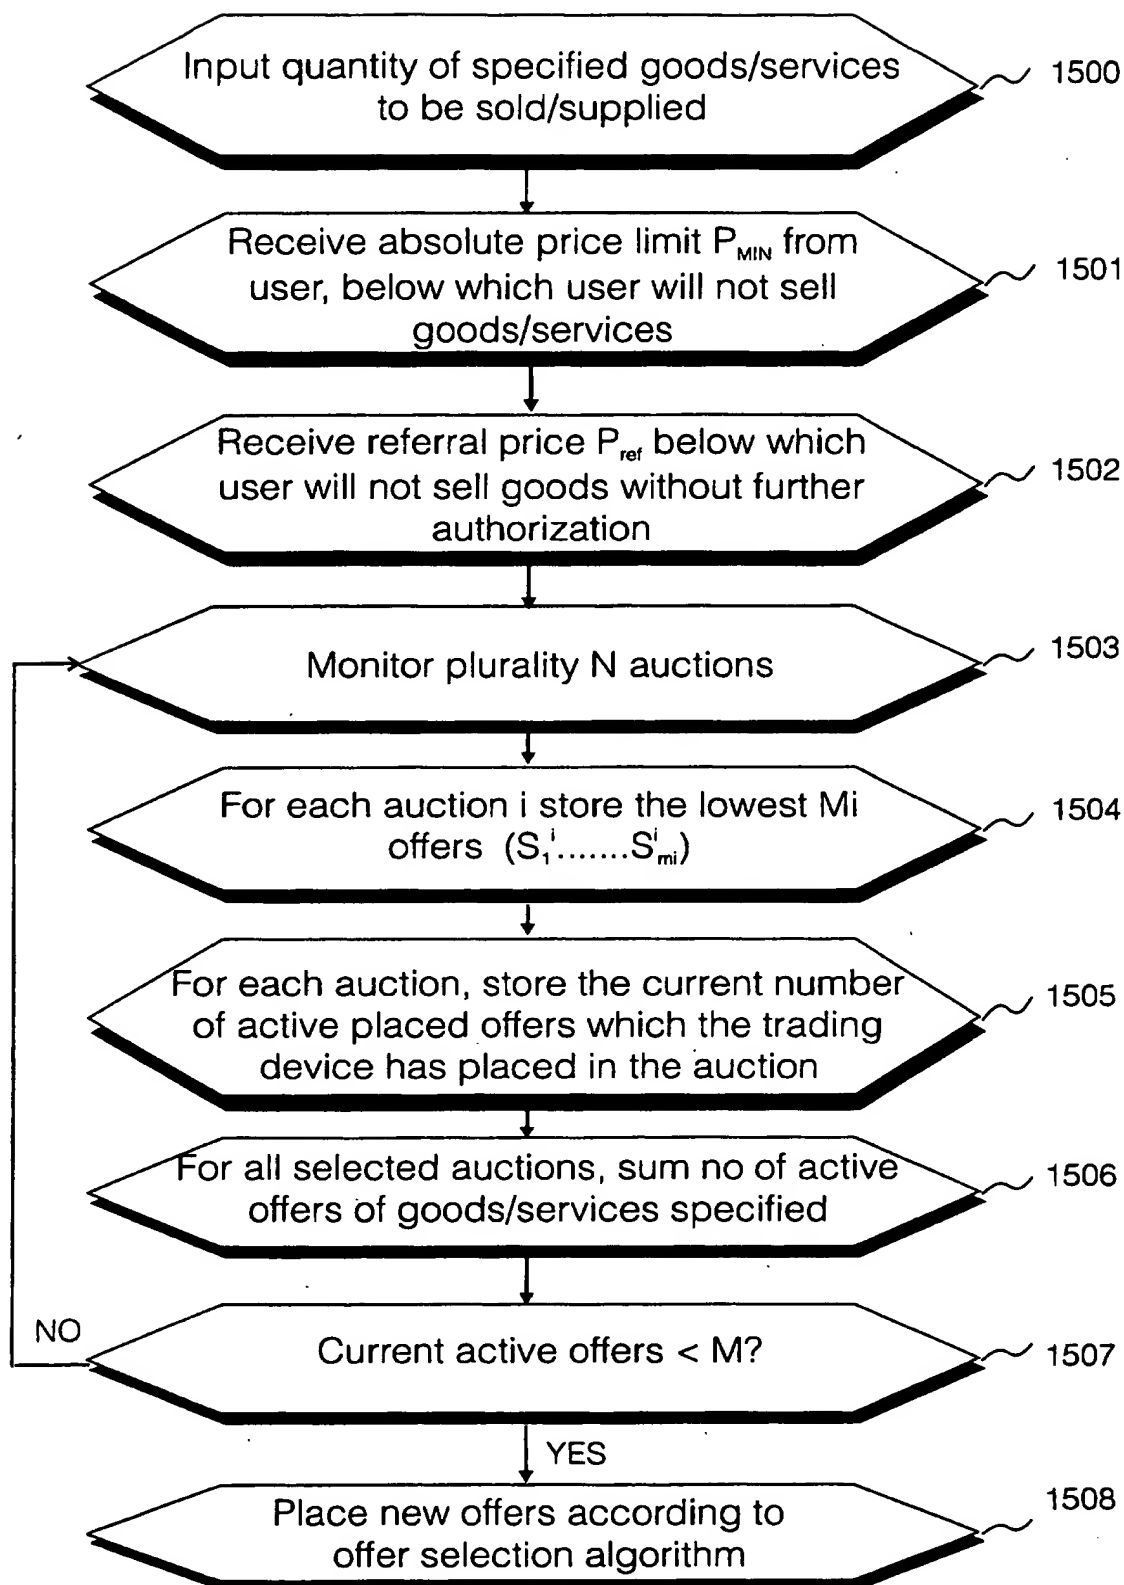 Input quantity of specified goods/services
to be sold/supplied
1500
Receive absolute price limit P_MIN from
user, below which user will not sell
goods/services
1501
Receive referral price P_ref below which
user will not sell goods without further
authorization
1502
Monitor plurality N auctions
1503
For each auction i store the lowest Mi
offers (S_1^i.......S_mi^i)
1504
For each auction, store the current number
of active placed offers which the trading
device has placed in the auction
1505
For all selected auctions, sum no of active
offers of goods/services specified
1506
NO
Current active offers < M?
1507
YES
Place new offers according to
offer selection algorithm
1508